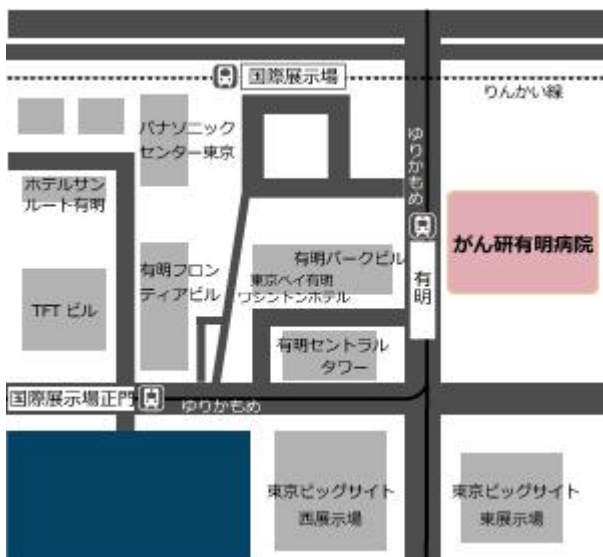 国際展示場
りんかい線
パナソニック
センター東京
ゆりかもめ
ホテルサン
ルート有明
がん研有明病院
有明パークビル
有明フロン
ティアビル
東京ベイ有明
ワシントンホテル
有明
TFT ビル
有明セントラル
タワー
国際展示場正門
ゆりかもめ
東京ビッグサイト
西展示場
東京ビッグサイト
東展示場